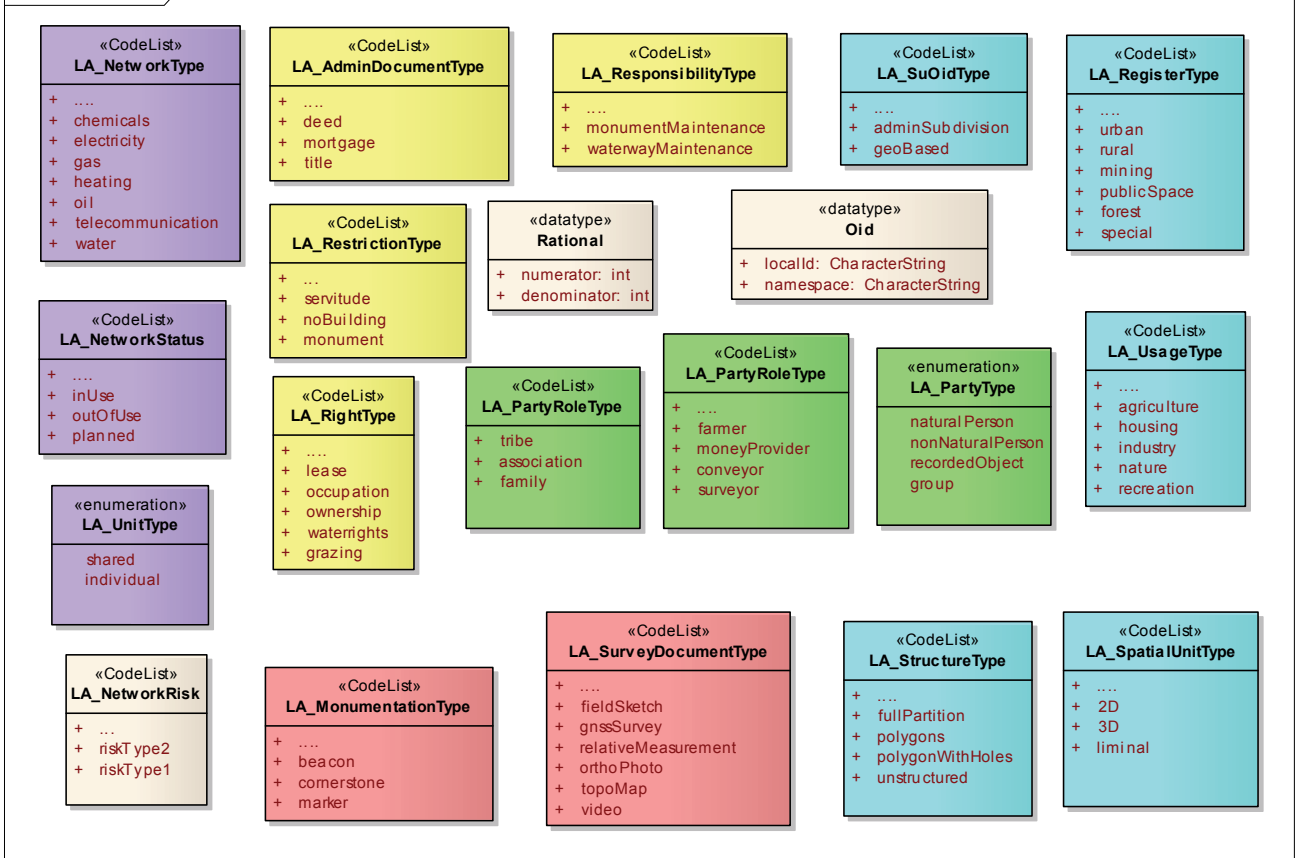 «CodeList»
LA_NetworkType
+ ....
+ chemicals
+ electricity
+ gas
+ heating
+ oil
+ telecommunication
+ water
«CodeList»
LA_AdminDocumentType
+ ....
+ deed
+ mortgage
+ title
«CodeList»
LA_ResponsibilityType
+ ....
+ monumentMaintenance
+ waterwayMaintenance
«CodeList»
LA_SuOidType
+ ....
+ adminSubdivision
+ geoBased
«CodeList»
LA_RegisterType
+ ....
+ urban
+ rural
+ mining
+ publicSpace
+ forest
+ special
«CodeList»
LA_RestrictionType
+ ...
+ servitude
+ noBuilding
+ monument
«datatype»
Rational
+ numerator: int
+ denominator: int
«datatype»
Oid
+ localId: CharacterString
+ namespace: CharacterString
«CodeList»
LA_NetworkStatus
+ ....
+ inUse
+ outOfUse
+ planned
«CodeList»
LA_RightType
+ ....
+ lease
+ occupation
+ ownership
+ waterrights
+ grazing
«CodeList»
LA_PartyRoleType
+ tribe
+ association
+ family
«CodeList»
LA_PartyRoleType
+ ....
+ farmer
+ moneyProvider
+ conveyor
+ surveyor
«enumeration»
LA_PartyType
naturalPerson
nonNaturalPerson
recordedObject
group
«CodeList»
LA_UsageType
+ ....
+ agriculture
+ housing
+ industry
+ nature
+ recreation
«enumeration»
LA_UnitType
shared
individual
«CodeList»
LA_NetworkRisk
+ ...
+ riskType2
+ riskType1
«CodeList»
LA_MonumentationType
+ ....
+ beacon
+ cornerstone
+ marker
«CodeList»
LA_SurveyDocumentType
+ ....
+ fieldSketch
+ gnssSurvey
+ relativeMeasurement
+ orthoPhoto
+ topoMap
+ video
«CodeList»
LA_StructureType
+ ....
+ fullPartition
+ polygons
+ polygonWithHoles
+ unstructured
«CodeList»
LA_SpatialUnitType
+ ....
+ 2D
+ 3D
+ liminal